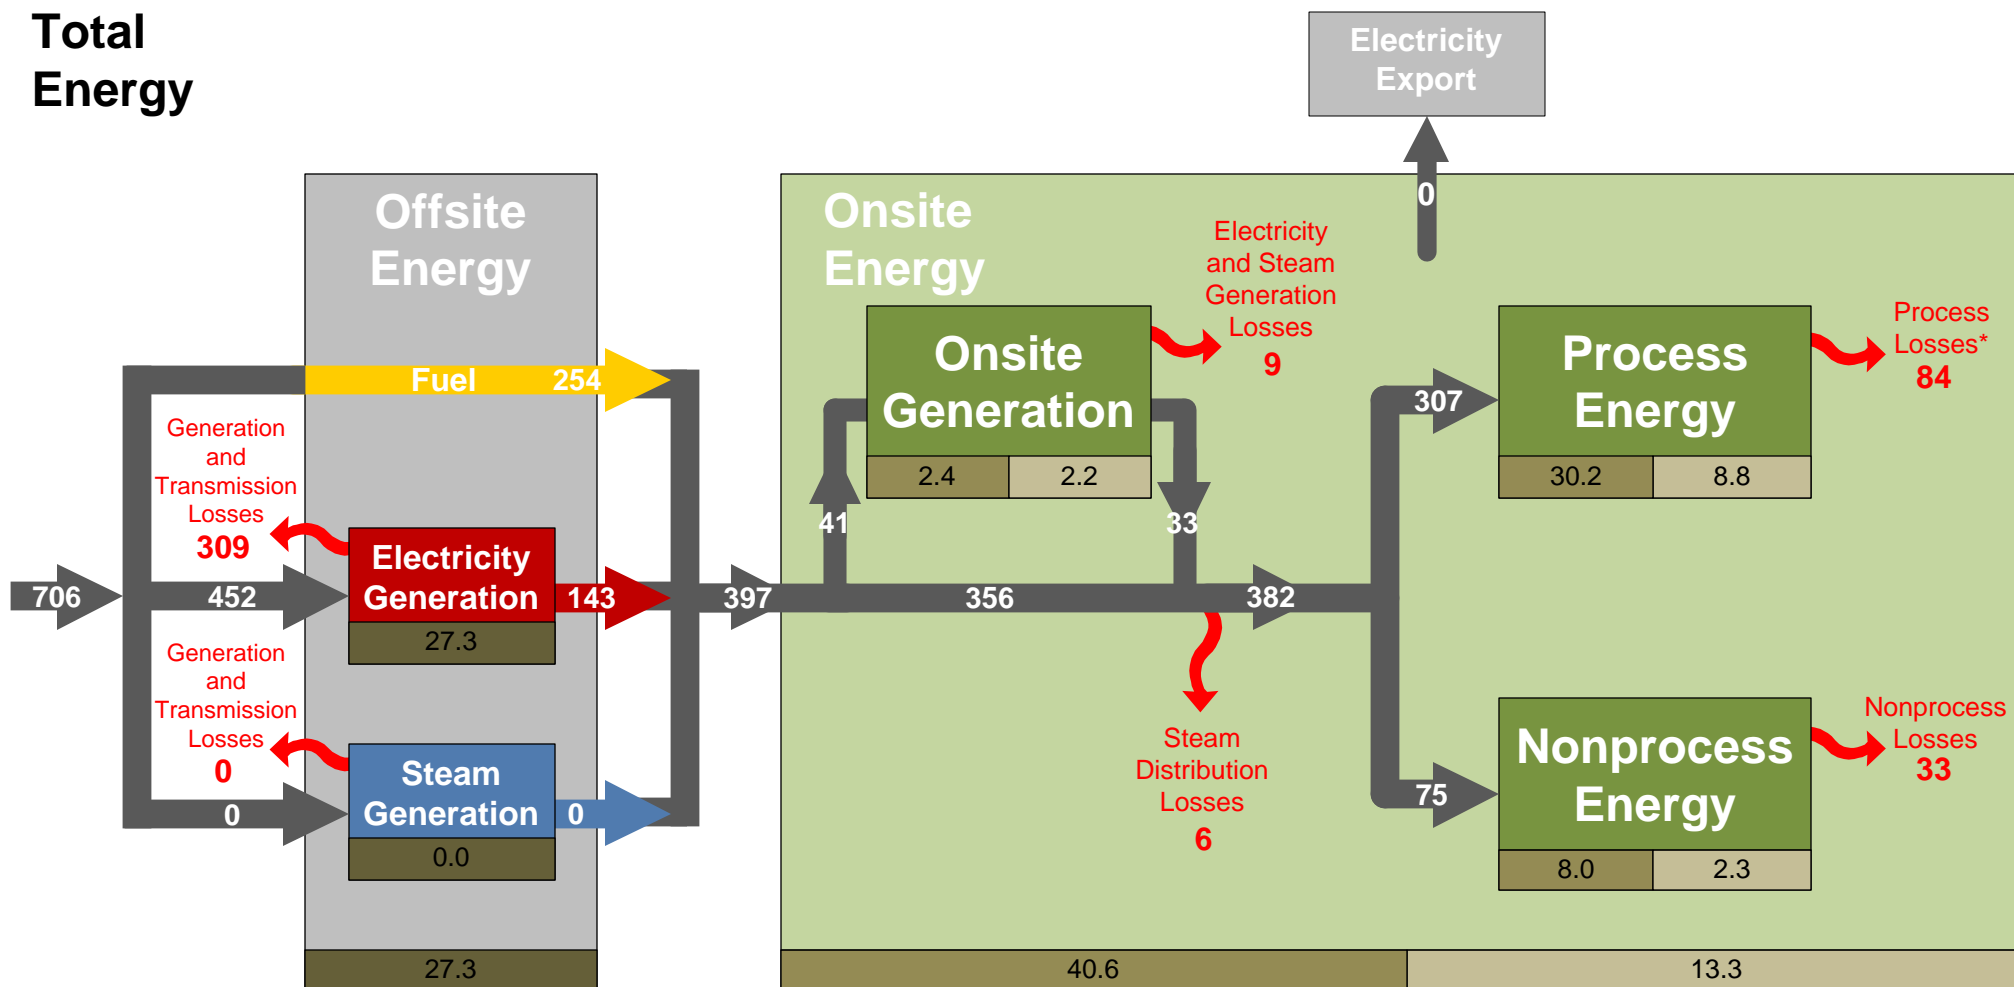 Total
Energy
Electricity
Export
0
Offsite
Energy
Onsite
Energy
Electricity
and Steam
Generation
Losses
9
Onsite
Generation
2.4 2.2
Process
Energy
30.2 8.8
Process
Losses*
84
Fuel 254
307
Generation
and
Transmission
Losses
309
41
33
706
452
Electricity
Generation
27.3
143
397
356
382
Generation
and
Transmission
Losses
0
0
Steam
Generation
0.0
0
Steam
Distribution
Losses
6
75
Nonprocess
Energy
8.0 2.3
Nonprocess
Losses
33
27.3
40.6 13.3